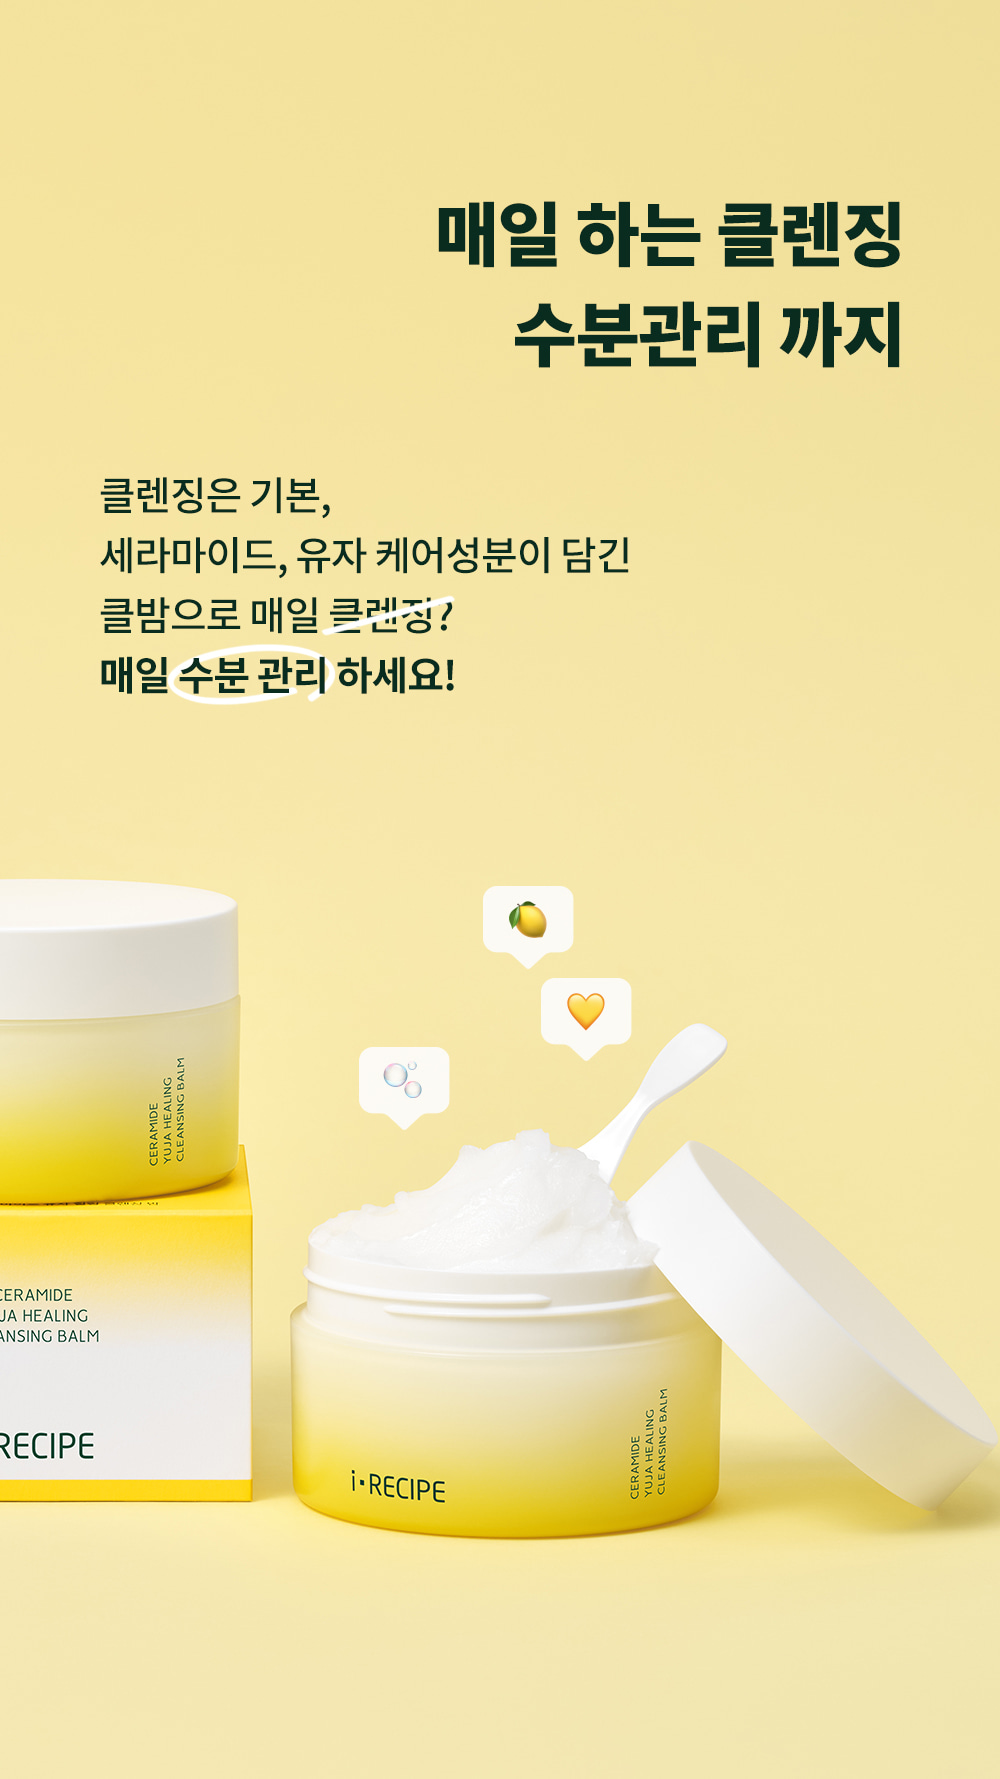 매일 하는 클렌징
수분관리 까지
클렌징은 기본,
세라마이드, 유자 케어성분이 담긴
클밤으로 매일 클렌징?
매일 수분 관리 하세요!
CERAMIDE
YUJA HEALING
CLEANSING BALM
CERAMIDE
JA HEALING
ANSING BALM
RECIPE
i·RECIPE
CERAMIDE
YUJA HEALING
CLEANSING BALM